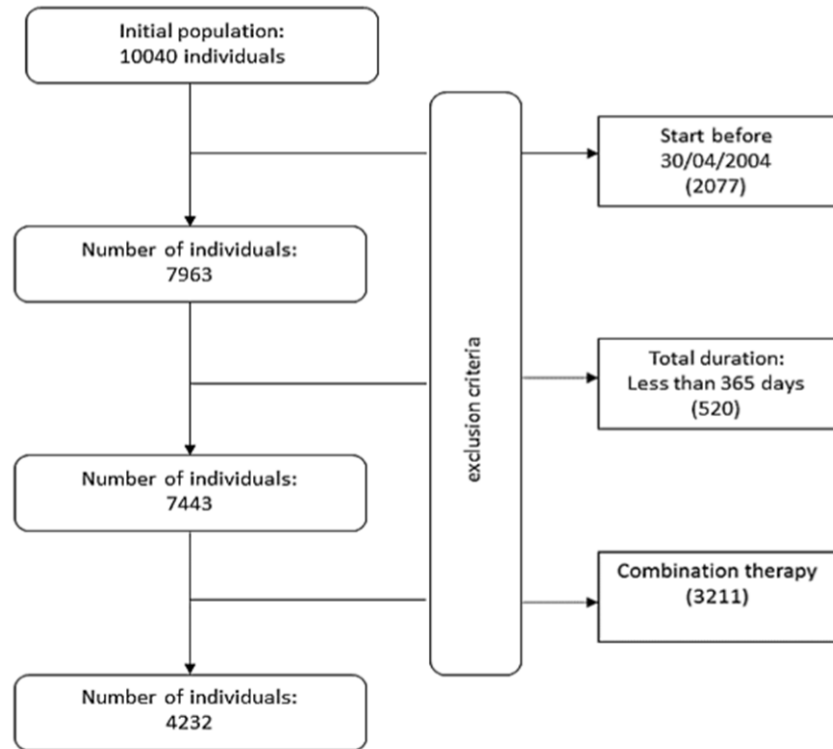 Initial population:
10040 individuals
Start before
30/04/2004
(2077)
Number of individuals:
7963
exclusion criteria
Total duration:
Less than 365 days
(520)
Number of individuals:
7443
Combination therapy
(3211)
Number of individuals:
4232